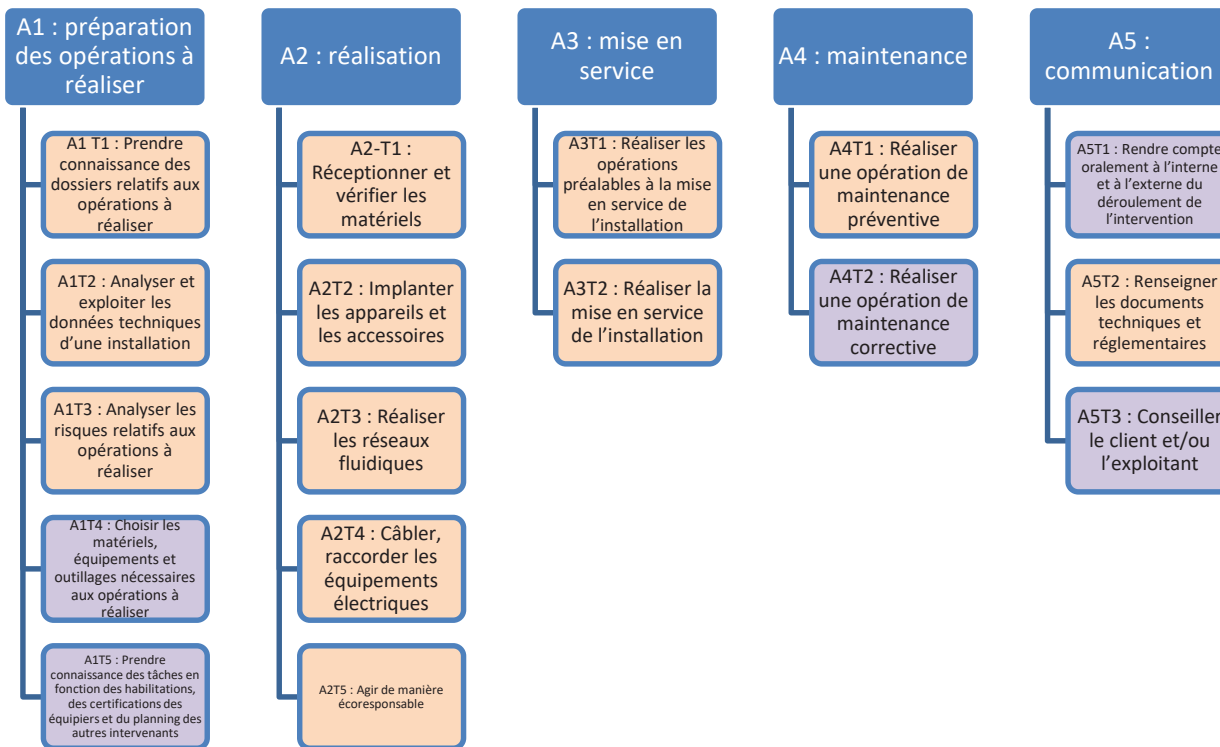 A1 : préparation
des opérations à
réaliser
A1 T1 : Prendre
connaissance des
dossiers relatifs aux
opérations à
réaliser
A1T2 : Analyser et
exploiter les
données techniques
d’une installation
A1T3 : Analyser les
risques relatifs aux
opérations à
réaliser
A1T4 : Choisir les
matériels,
équipements et
outillages nécessaires
aux opérations à
réaliser
A1T5 : Prendre
connaissance des tâches en
fonction des habilitations,
des certifications des
équipiers et du planning des
autres intervenants
A2 : réalisation
A2-T1 :
Réceptionner et
vérifier les
matériels
A2T2 : Implanter
les appareils et
les accessoires
A2T3 : Réaliser
les réseaux
fluidiques
A2T4 : Câbler,
raccorder les
équipements
électriques
A2T5 : Agir de manière
écoresponsable
A3 : mise en
service
A3T1 : Réaliser les
opérations
préalables à la mise
en service de
l’installation
A3T2 : Réaliser la
mise en service
de l’installation
A4 : maintenance
A4T1 : Réaliser
une opération de
maintenance
préventive
A4T2 : Réaliser
une opération de
maintenance
corrective
A5 :
communication
A5T1 : Rendre compte
oralement à l’interne
et à l’externe du
déroulement de
l’intervention
A5T2 : Renseigner
les documents
techniques et
réglementaires
A5T3 : Conseiller
le client et/ou
l’exploitant